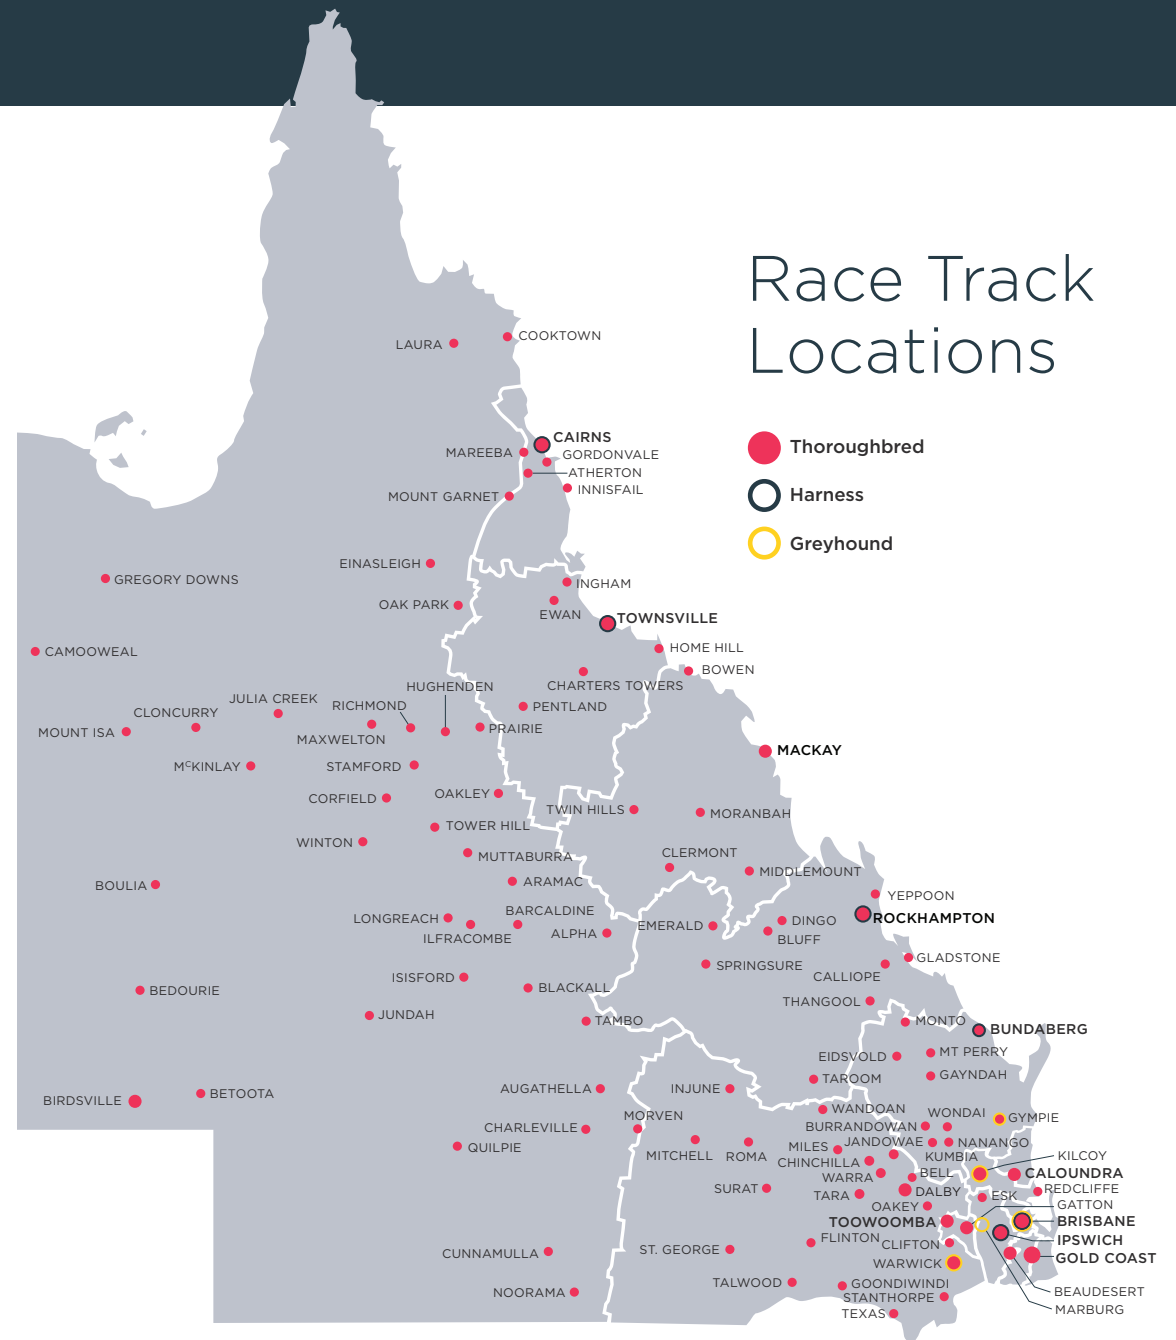 Race Track
Locations
Thoroughbred
Harness
Greyhound
COOKTOWN
LAURA
CAIRNS
MAREEBA
GORDONVALE
ATHERTON
INNISFAIL
MOUNT GARNET
EINASLEIGH
GREGORY DOWNS
INGHAM
OAK PARK
EWAN
TOWNSVILLE
HOME HILL
CAMOOWEAL
BOWEN
HUGHENDEN
CHARTERS TOWERS
JULIA CREEK
RICHMOND
PENTLAND
CLONCURRY
MOUNT ISA
PRAIRIE
MAXWELTON
MACKAY
McKINLAY
STAMFORD
OAKLEY
CORFIELD
TWIN HILLS
MORANBAH
TOWER HILL
WINTON
MUTTABURRA
CLERMONT
MIDDLEMOUNT
ARAMAC
BOULIA
YEPPOON
BARCALDINE
LONGREACH
ROCKHAMPTON
DINGO
EMERALD
ALPHA
ILFRACOMBE
BLUFF
GLADSTONE
SPRINGSURE
CALLIOPE
ISISFORD
BLACKALL
BEDOURIE
THANGOOL
JUNDAH
TAMBO
MONTO
BUNDABERG
MT PERRY
EIDSVOLD
GAYNDAH
TAROOM
AUGATHELLA
INJUNE
BETOOTA
BIRDSVILLE
WANDOAN
WONDAI
MORVEN
GYMPIE
BURRANDOWAN
CHARLEVILLE
JANDOWAE
NANANGO
QUILPIE
MILES
MITCHELL
ROMA
KUMBIA
KILCOY
CHINCHILLA
BELL
CALOUNDRA
WARRA
SURAT
REDCLIFFE
DALBY
TARA
ESK
GATTON
OAKEY
TOOWOOMBA
BRISBANE
FLINTON
IPSWICH
CLIFTON
ST. GEORGE
CUNNAMULLA
GOLD COAST
WARWICK
TALWOOD
GOONDIWINDI
NOORAMA
BEAUDESERT
STANTHORPE
MARBURG
TEXAS